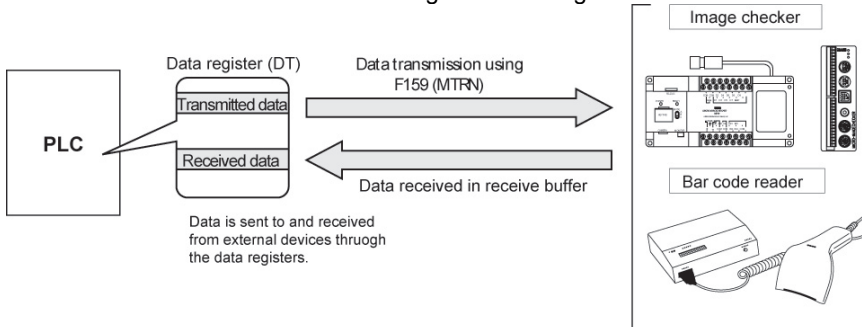 Image checker
Data register (DT)
Data transmission using
F159 (MTRN)
Transmitted data
PLC
Received data
Data received in receive buffer
Bar code reader
Data is sent to and received
from external devices thruogh
the data registers.